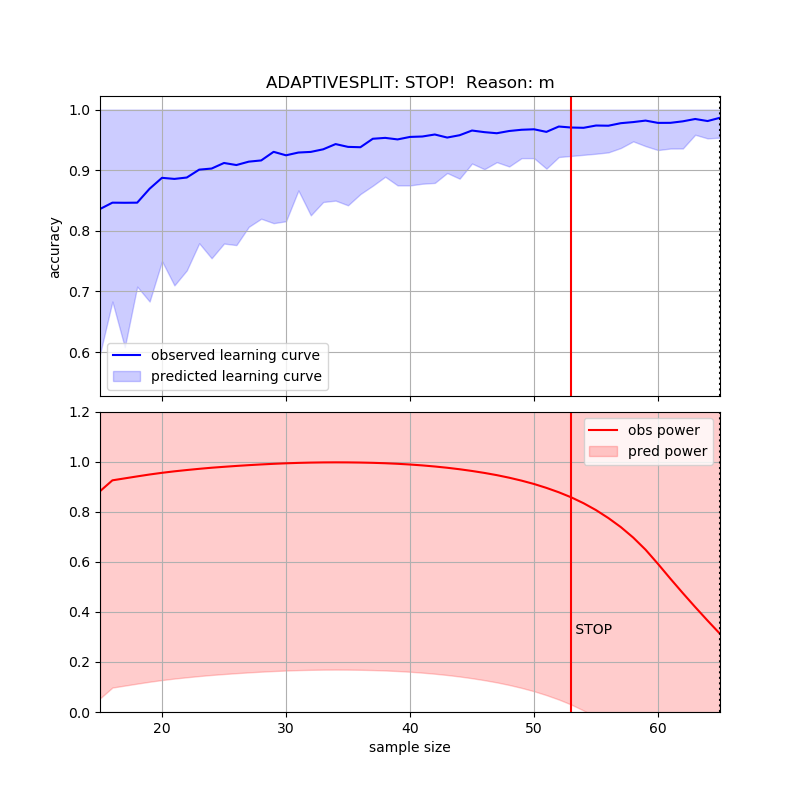 ADAPTIVESPLIT: STOP!  Reason: m
1.0
0.9
0.8
0.7
0.6
accuracy
observed learning curve
predicted learning curve
1.2
1.0
0.8
0.6
0.4
0.2
0.0
obs power
pred power
STOP
20 30 40 50 60
sample size